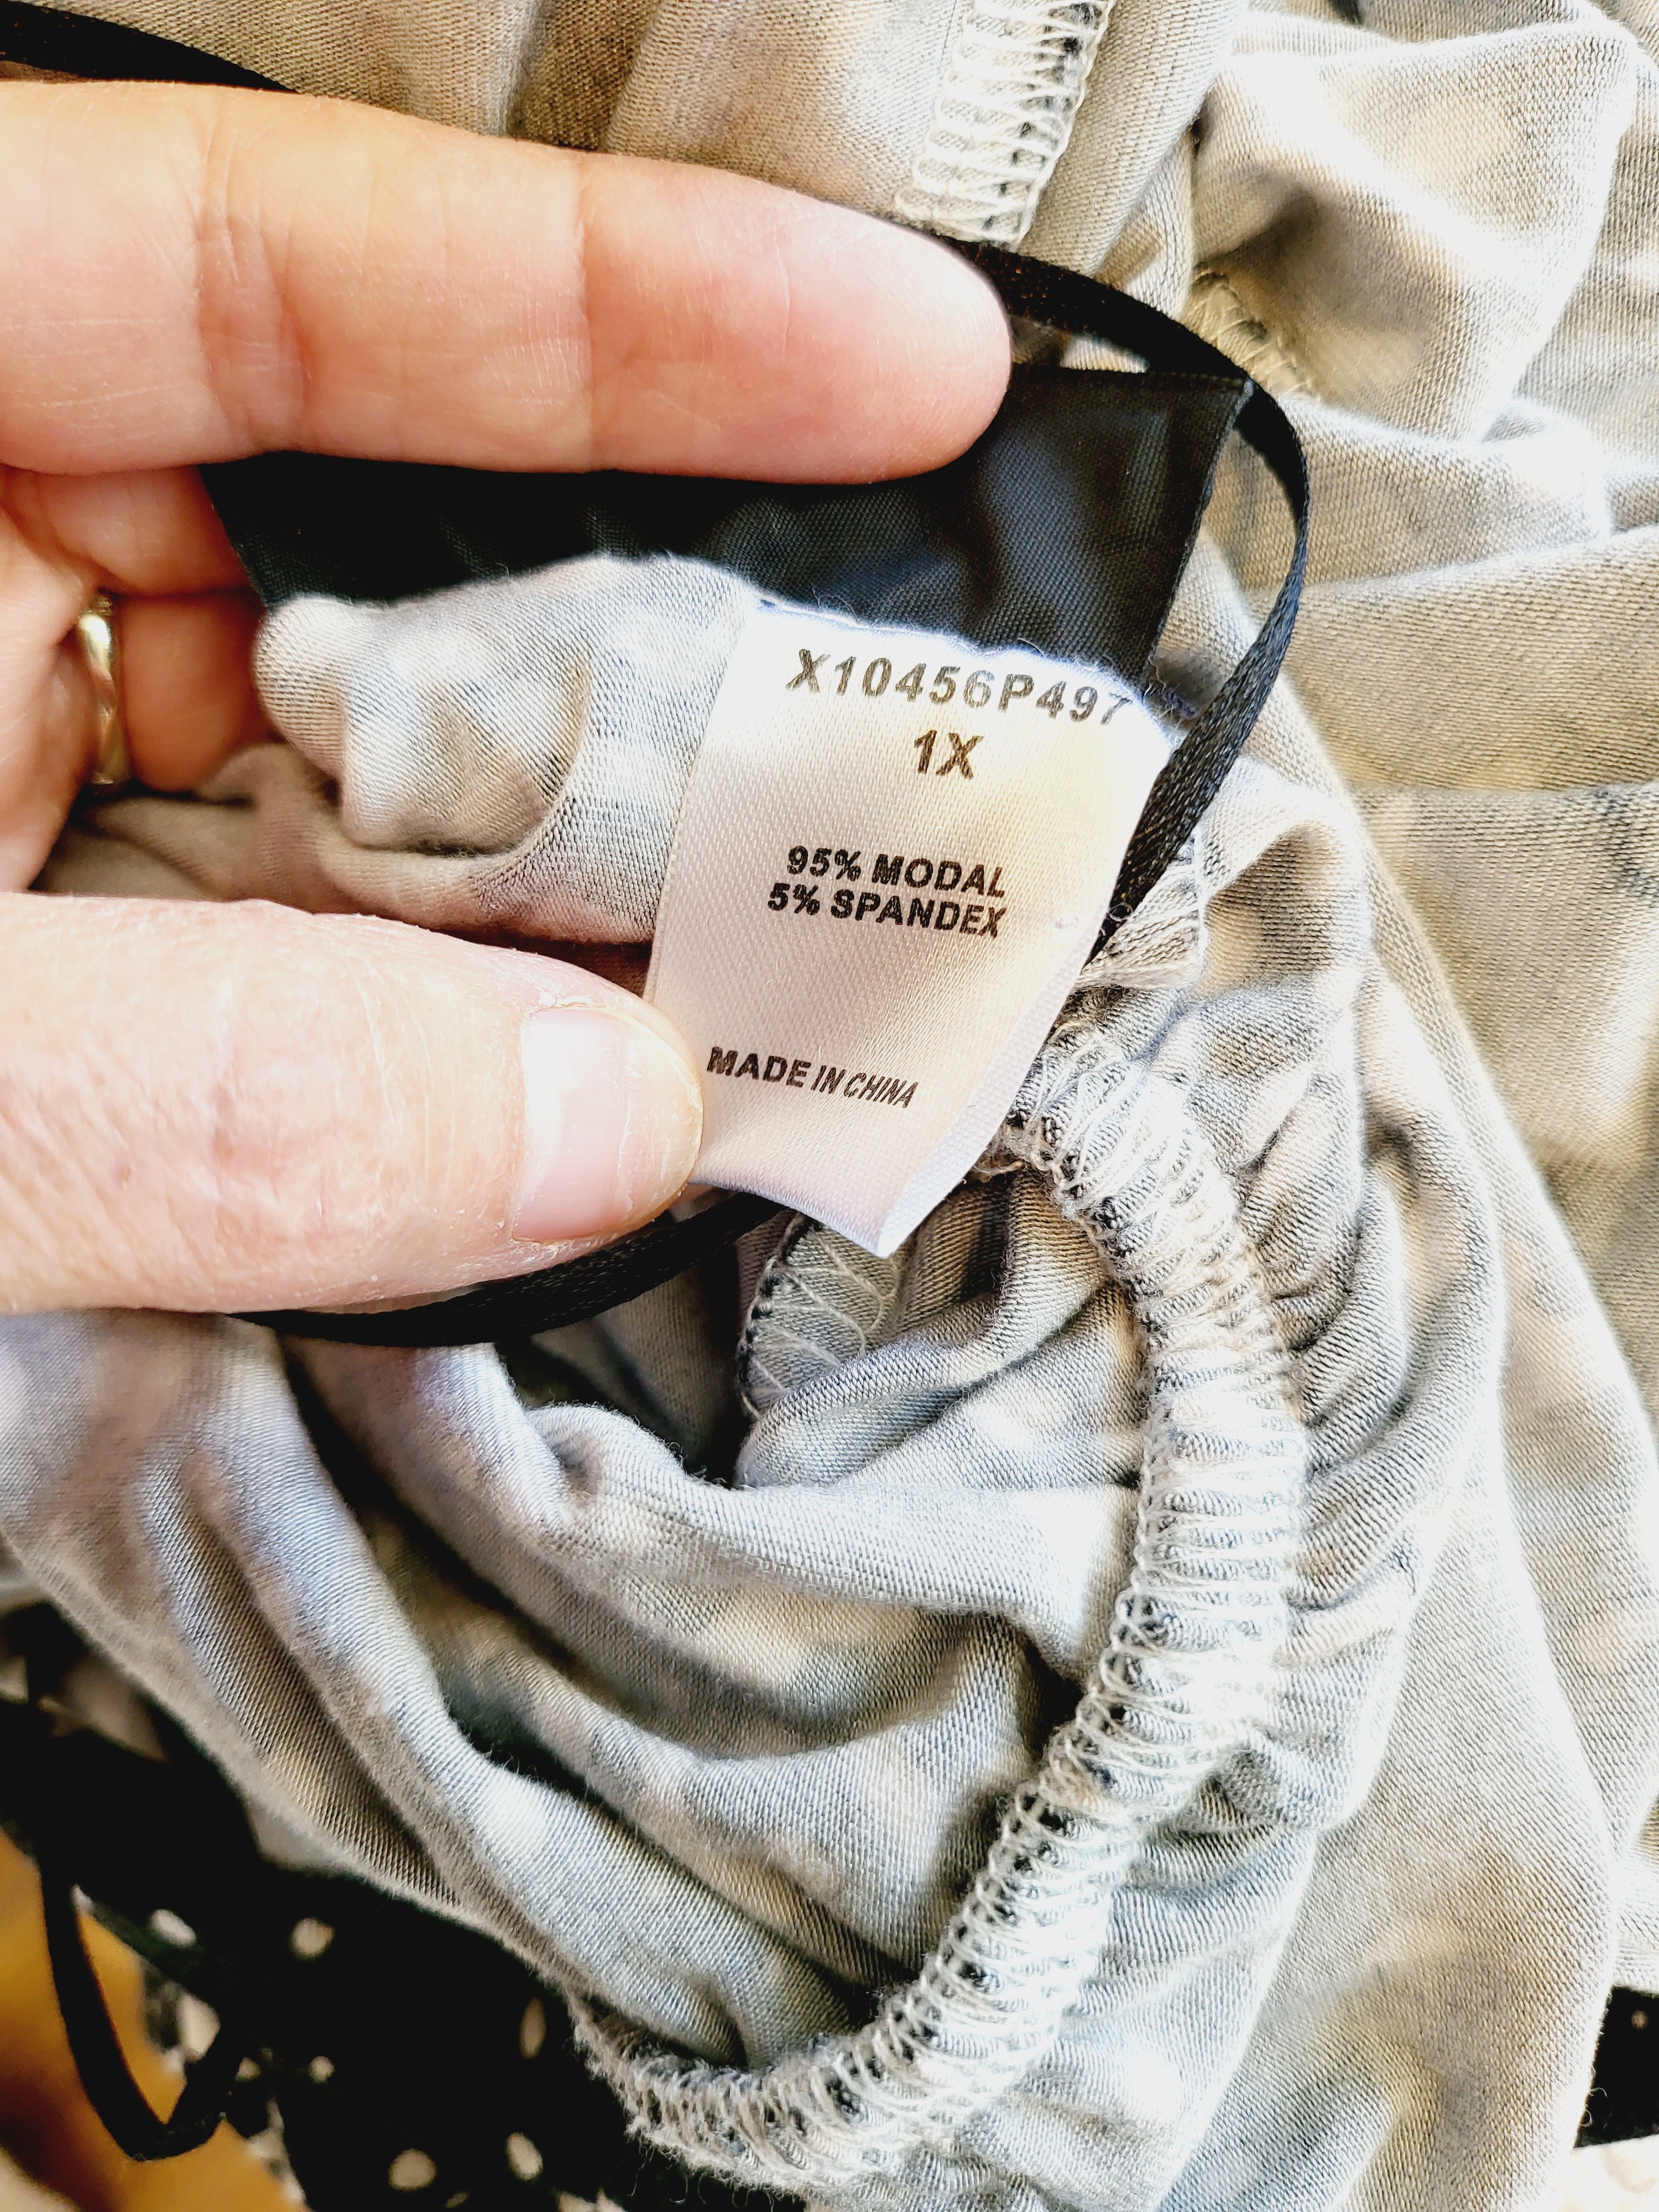 X10456P497
1X
95% MODAL
5% SPANDEX
MADE IN CHINA